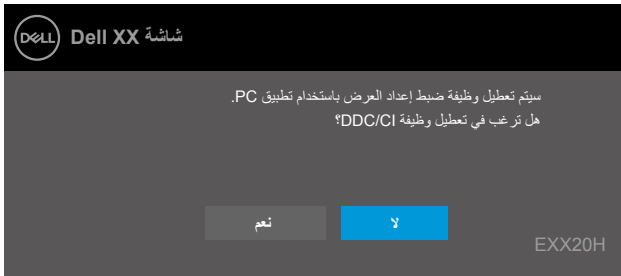 DELL
شاشة Dell XX
سيتم تعطيل وظيفة ضبط إعداد العرض باستخدام تطبيق PC.
هل ترغب في تعطيل وظيفة DDC/CI؟
لا
نعم
EXX20H